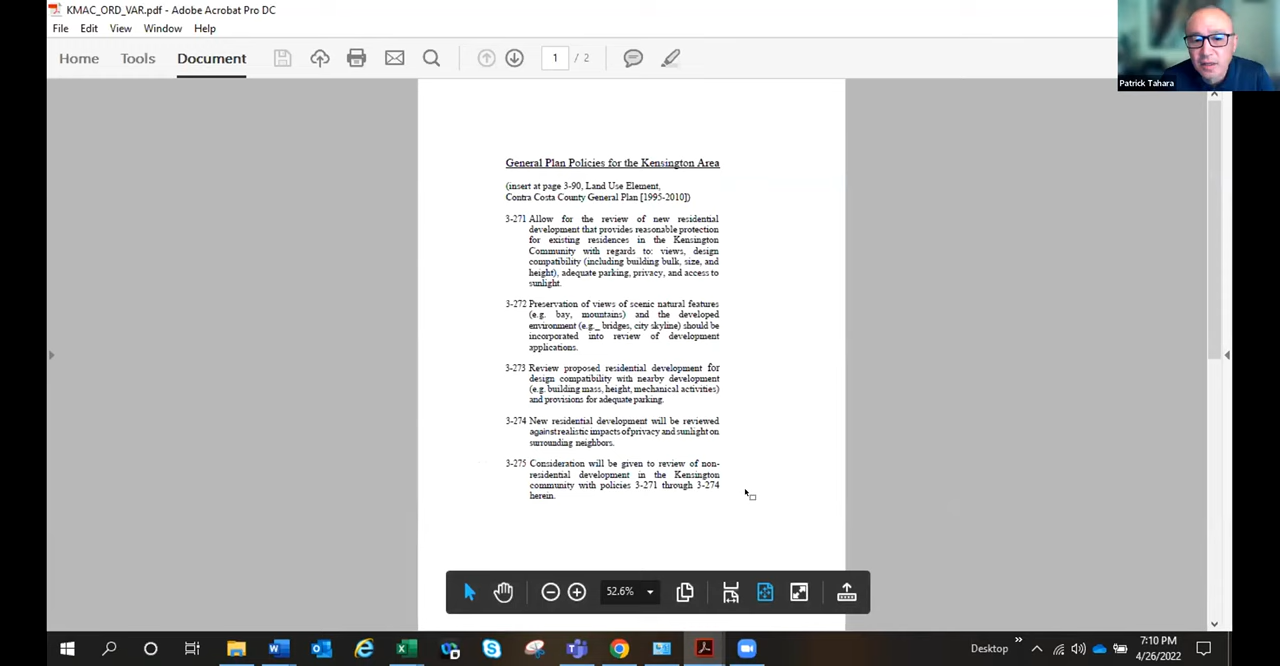 KMAC_ORD_VAR.pdf - Adobe Acrobat Pro DC
File Edit View Window Help
Home Tools Document 1 / 2
Patrick Tahara
General Plan Policies for the Kensington Area
(insert at page 3-90, Land Use Element,
Contra Costa County General Plan [1995-2010])
3-271 Allow for the review of new residential
development that provides reasonable protection
for existing residences in the Kensington
Community with regards to: views, design
compatibility (including building bulk, size, and
height), adequate parking, privacy, and access to
sunlight.
3-272 Preservation of views of scenic natural features
(e.g. bay, mountains) and the developed
environment (e.g._ bridges, city skyline) should be
incorporated into review of development
applications.
3-273 Review proposed residential development for
design compatibility with nearby development
(e.g. building mass, height, mechanical activities)
and provisions for adequate parking.
3-274 New residential development will be reviewed
against realistic impacts of privacy and sunlight on
surrounding neighbors.
3-275 Consideration will be given to review of non-
residential development in the Kensington
community with policies 3-271 through 3-274
herein.
52.6%
Desktop
7:10 PM
4/26/2022